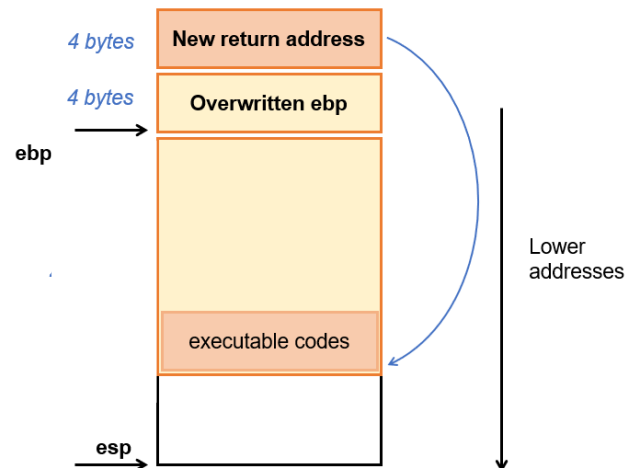 4 bytes
New return address
4 bytes
Overwritten ebp
ebp
Lower
addresses
executable codes
esp